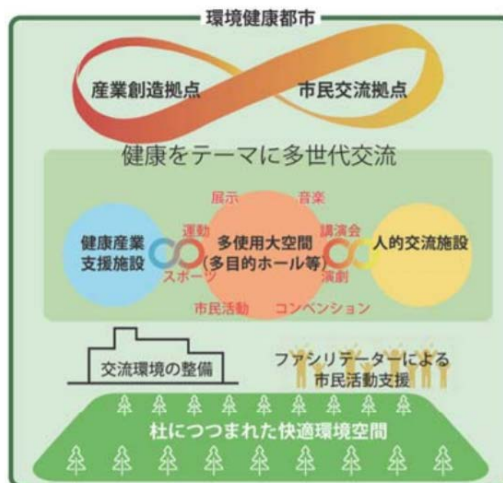 環境健康都市
産業創造拠点
市民交流拠点
健康をテーマに多世代交流
展示
音楽
運動
講演会
健康産業
支援施設
多使用大空間
(多目的ホール等)
人的交流施設
スポーツ
演劇
市民活動
コンベンション
交流環境の整備
ファシリテーターによる
市民活動支援
杜につつまれた快適環境空間